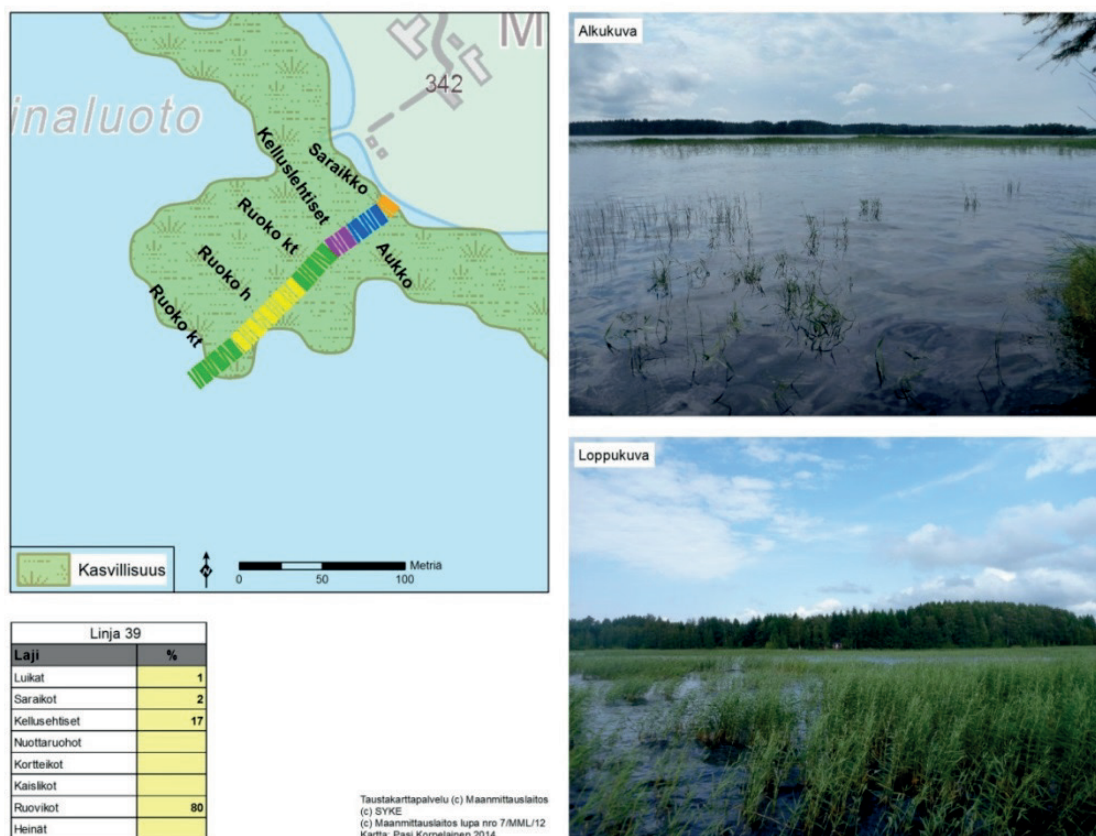 M
inaluoto
342
Saraikko
Kelluslehtiset
Ruoko kt
Aukko
Ruoko h
Ruoko kt
Kasvillisuus
Metriä
0 50 100
Alkukuva
Loppukuva
Linja 39
Laji %
Luikat 1
Saraikot 2
Kellusehtiset 17
Nuottaruohot
Kortteikot
Kaislikot
Ruovikot 80
Heinät
Taustakarttapalvelu (c) Maanmittauslaitos
(c) SYKE
(c) Maanmittauslaitos lupa nro 7/MML/12
Kartta: Pasi Korpelainen 2014